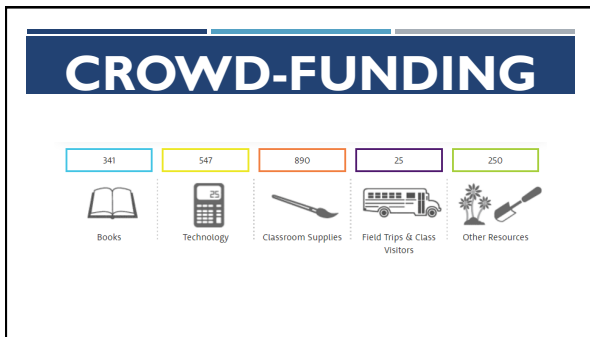 CROWD-FUNDING
341 547 890 25 250
25
Books Technology Classroom Supplies Field Trips & Class Other Resources
Visitors